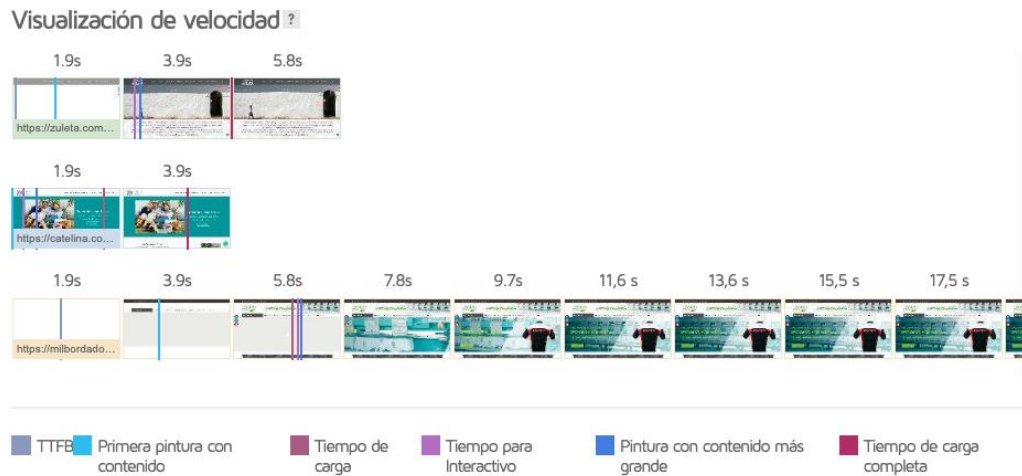 Visualización de velocidad ?
1.9s 3.9s 5.8s
https://zuleta.com...
1.9s 3.9s
https://catelina.co...
1.9s 3.9s 5.8s 7.8s 9.7s 11,6 s 13,6 s 15,5 s 17,5 s
https://milbordado...
TTFB Primera pintura con Tiempo de Tiempo para Pintura con contenido más Tiempo de carga
contenido carga Interactivo grande completa